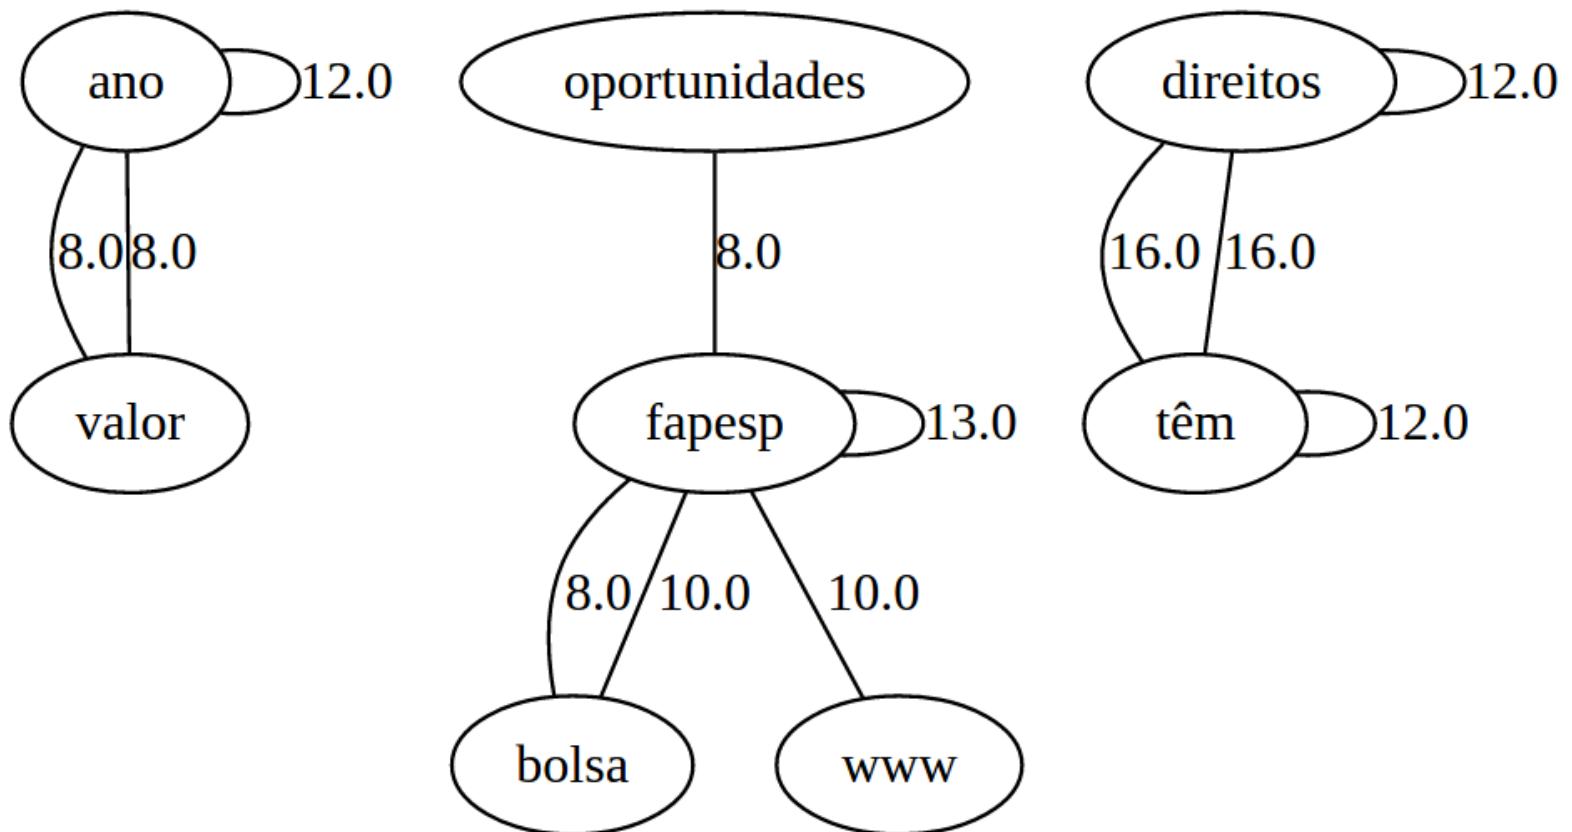 ano 12.0 oportunidades direitos 12.0
8.0 8.0 8.0 16.0 16.0
valor fapesp 13.0 têm 12.0
8.0 10.0 10.0
bolsa www